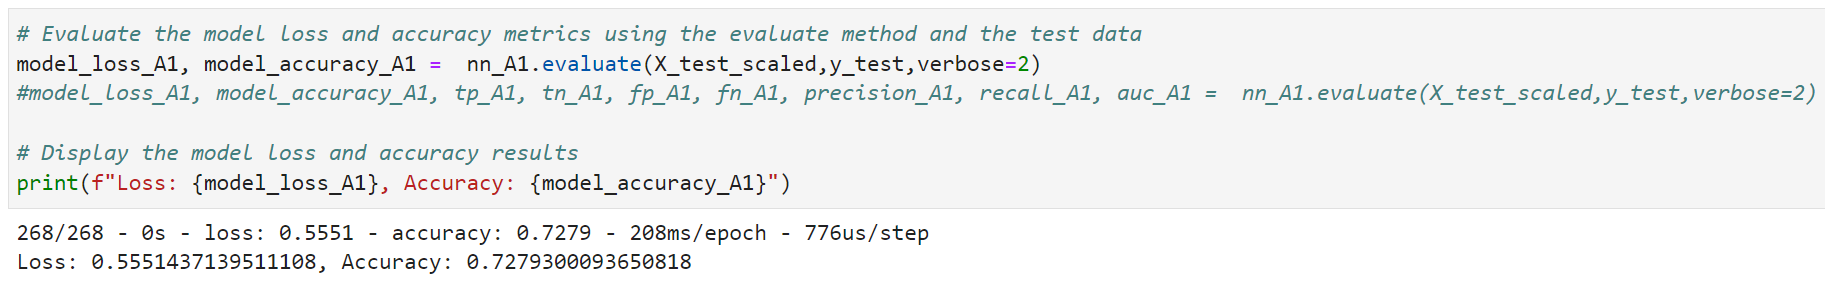 # Evaluate the model loss and accuracy metrics using the evaluate method and the test data
model_loss_A1, model_accuracy_A1 =  nn_A1.evaluate(X_test_scaled,y_test,verbose=2)
#model_loss_A1, model_accuracy_A1, tp_A1, tn_A1, fp_A1, fn_A1, precision_A1, recall_A1, auc_A1 =  nn_A1.evaluate(X_test_scaled,y_test,verbose=2)
# Display the model loss and accuracy results
print(f"Loss: {model_loss_A1}, Accuracy: {model_accuracy_A1}")
268/268 - 0s - loss: 0.5551 - accuracy: 0.7279 - 208ms/epoch - 776us/step
Loss: 0.5551437139511108, Accuracy: 0.7279300093650818